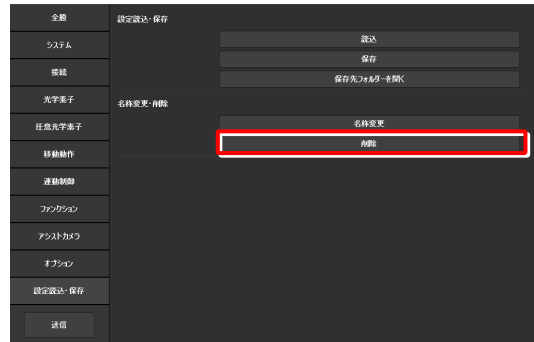 全般
システム
接続
光学素子
任意光学素子
移動動作
連動制御
ファンクション
アシストカメラ
オプション
設定読込・保存
送信
設定読込・保存
読込
保存
保存先フォルダーを開く
名称変更・削除
名称変更
削除